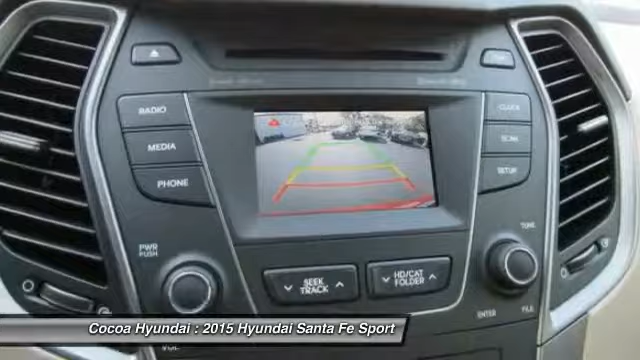 RADIO
CLOCK
MEDIA
SCAN
PHONE
SETUP
PWR
PUSH
TUNE
SEEK
TRACK
HD/CAT
FOLDER
ENTER
FILE
VOL
Cocoa Hyundai : 2015 Hyundai Santa Fe Sport